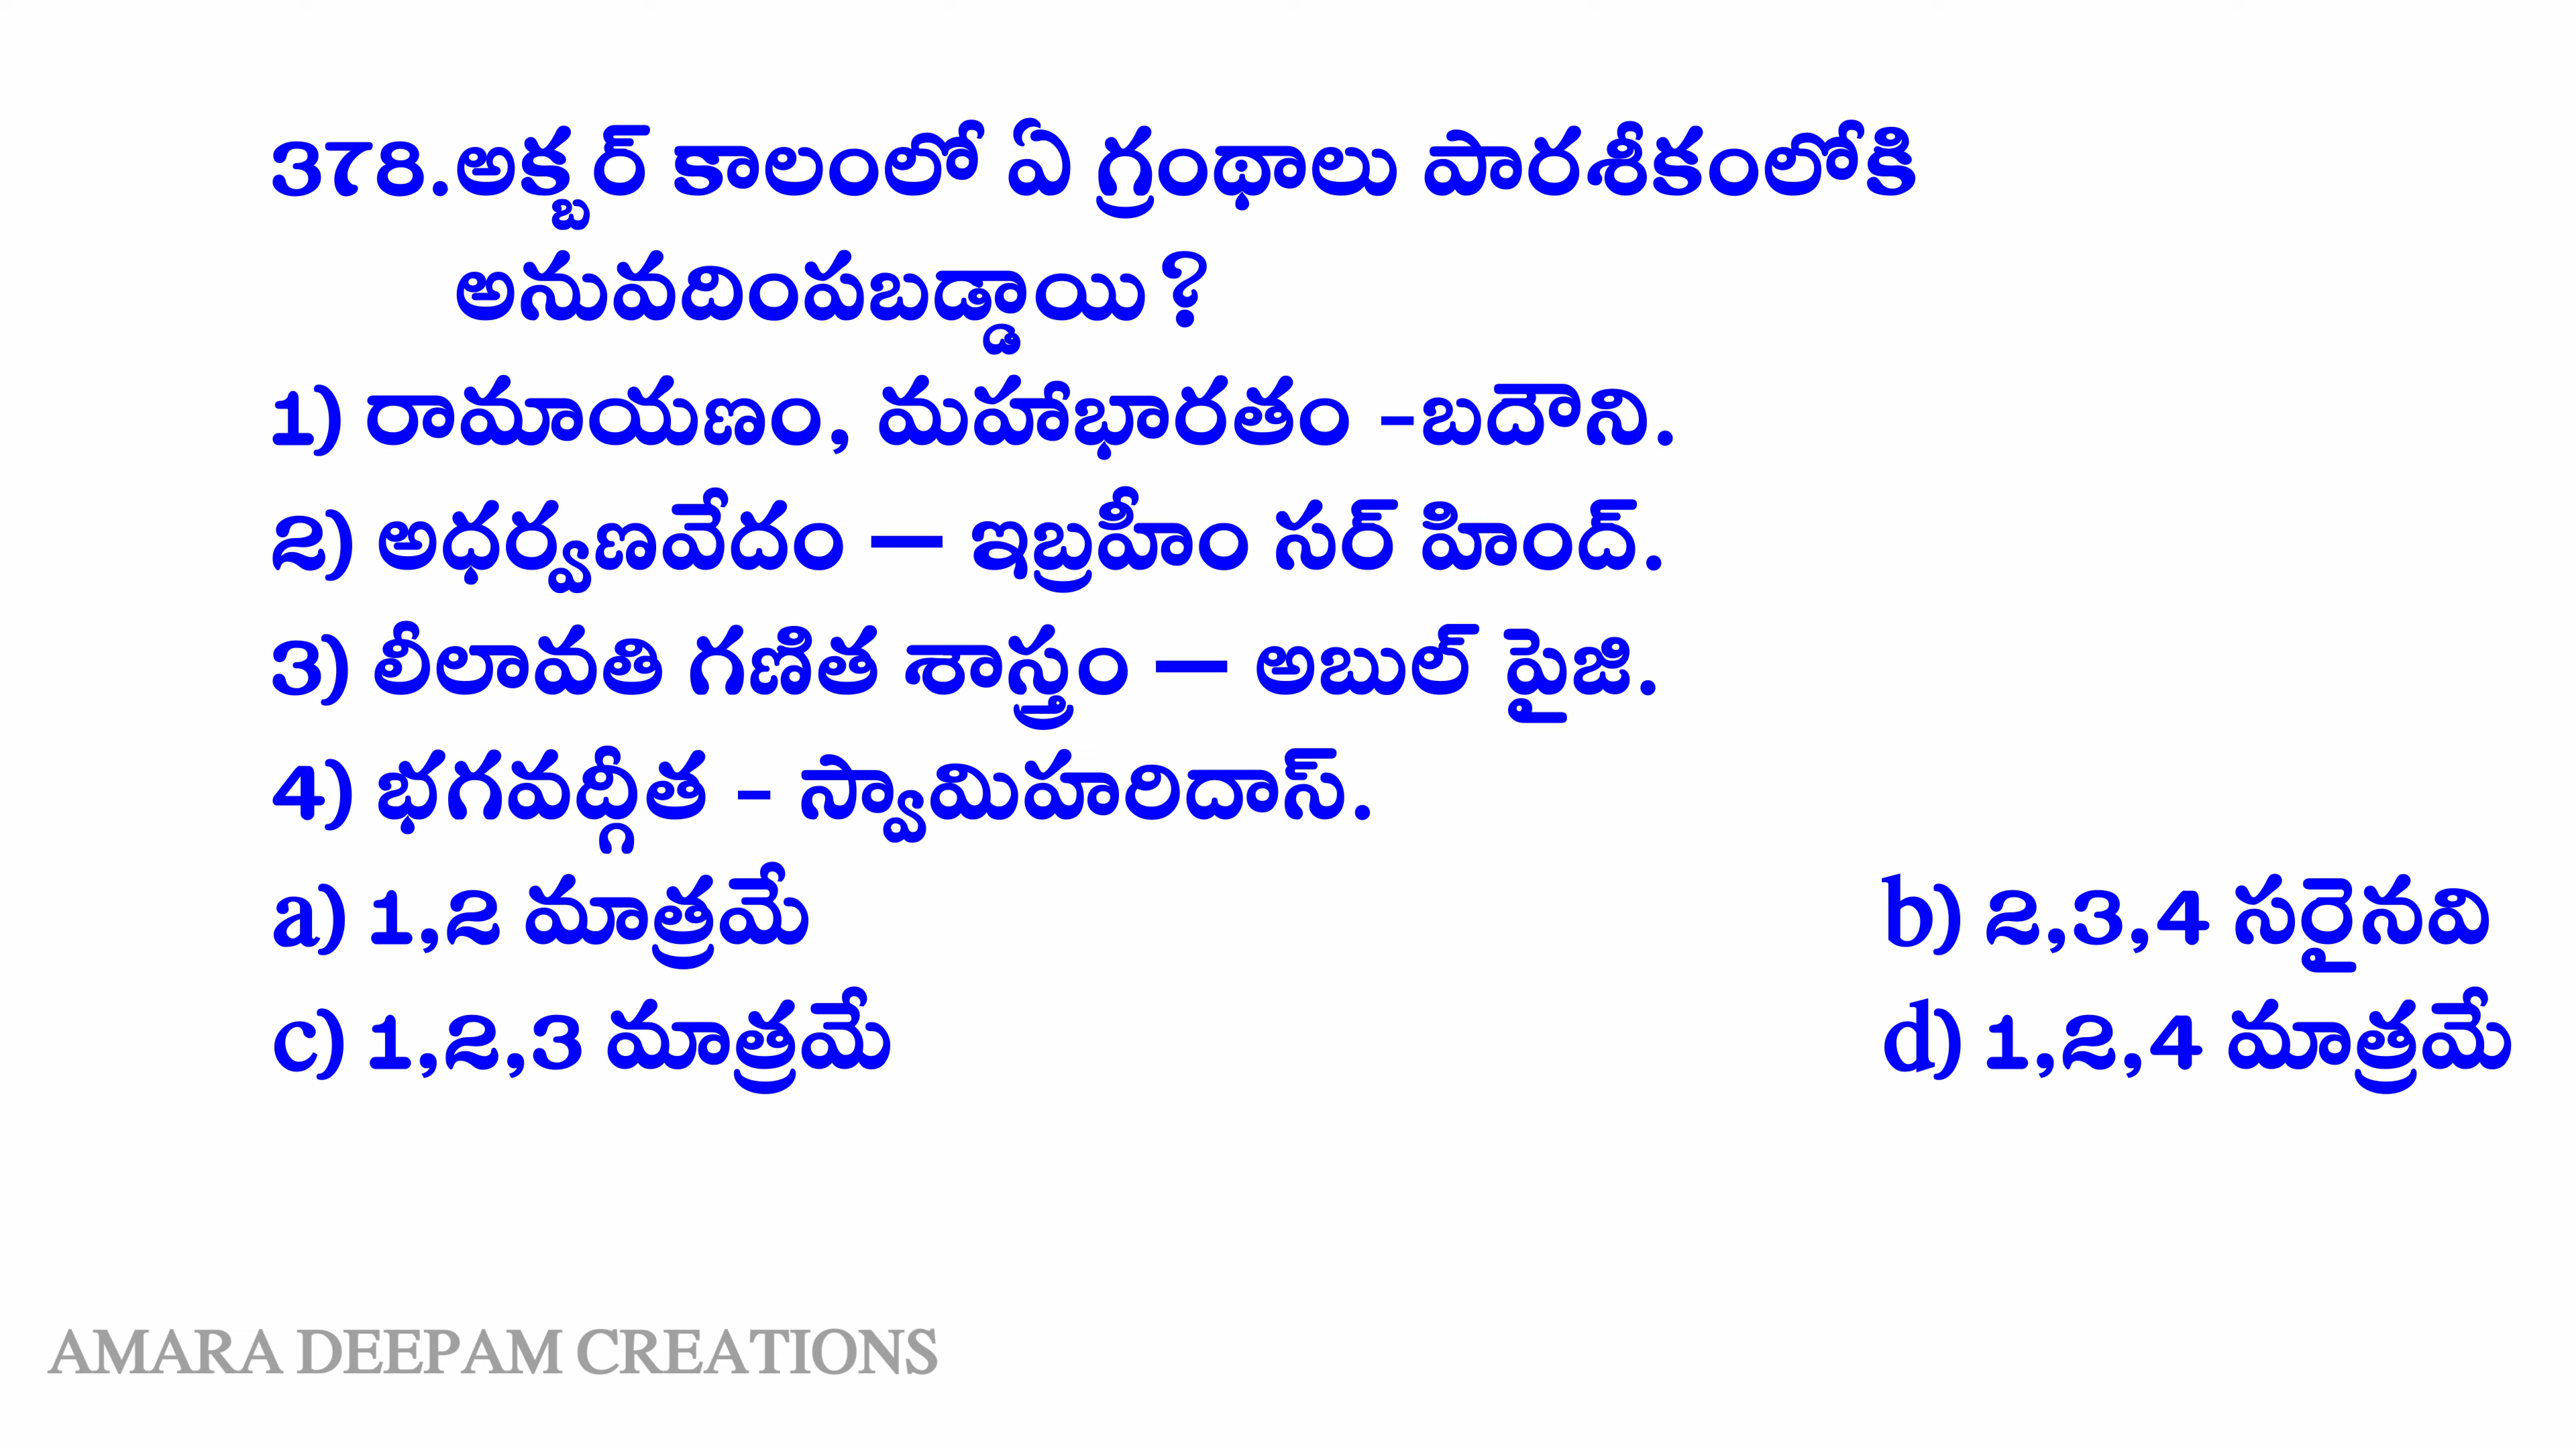 378.అక్బర్ కాలంలో ఏ గ్రంథాలు పారశీకంలోకి
అనువదింపబడ్డాయి?
1) రామాయణం, మహాభారతం -బదౌని.
2) అధర్వణవేదం — ఇబ్రహీం సర్ హింద్.
3) లీలావతి గణిత శాస్త్రం — అబుల్ పైజి.
4) భగవద్గీత - స్వామిహరిదాస్.
a) 1,2 మాత్రమే b) 2,3,4 సరైనవి
c) 1,2,3 మాత్రమే d) 1,2,4 మాత్రమే
AMARA DEEPAM CREATIONS